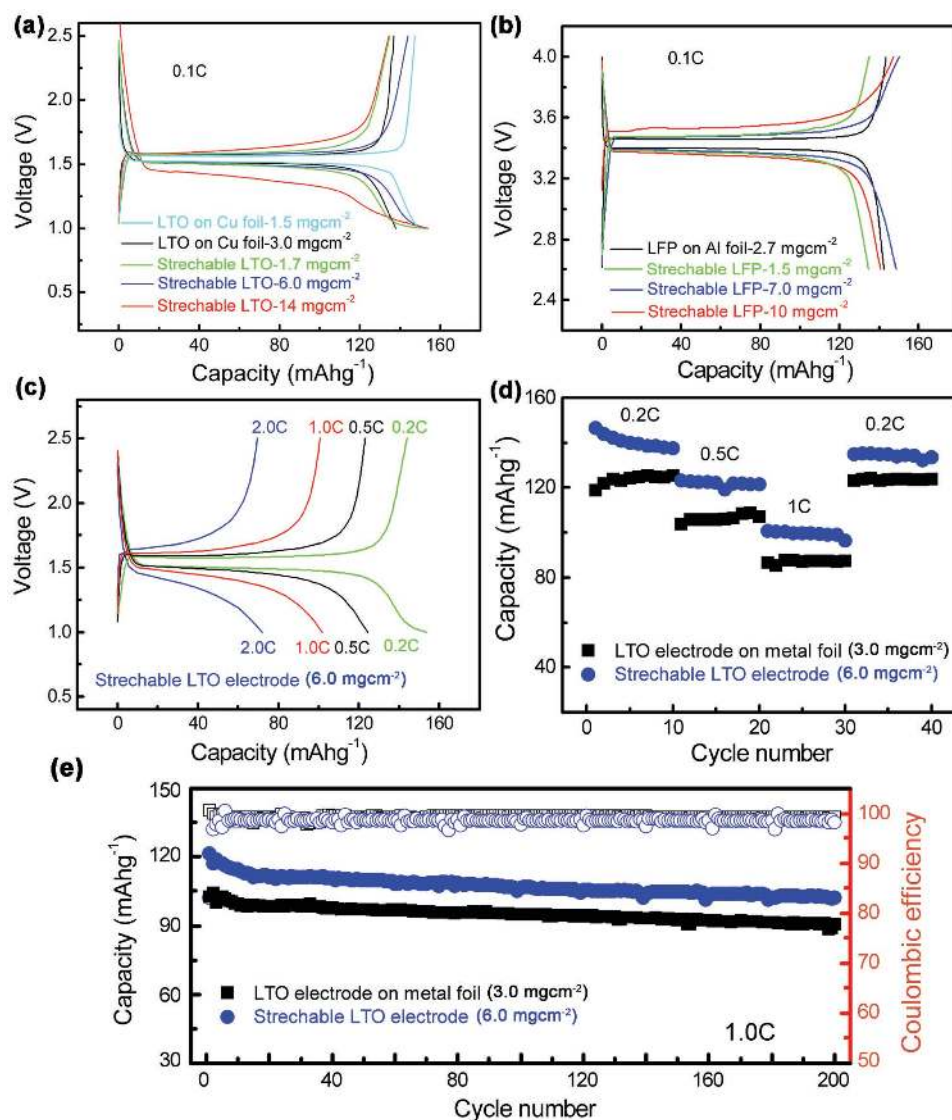 (a)
2.5
2.0
1.5
1.0
0.5
Voltage (V)
0.1C
LTO on Cu foil-1.5 mgcm⁻²
LTO on Cu foil-3.0 mgcm⁻²
Strechable LTO-1.7 mgcm⁻²
Strechable LTO-6.0 mgcm⁻²
Strechable LTO-14 mgcm⁻²
0 40 80 120 160
Capacity (mAhg⁻¹)
(b)
4.0
3.6
3.2
2.8
2.4
Voltage (V)
0.1C
LFP on Al foil-2.7 mgcm⁻²
Strechable LFP-1.5 mgcm⁻²
Strechable LFP-7.0 mgcm⁻²
Strechable LFP-10 mgcm⁻²
0 40 80 120 160
Capacity (mAhg⁻¹)
(c)
2.5
2.0
1.5
1.0
0.5
Voltage (V)
2.0C 1.0C 0.5C 0.2C
2.0C 1.0C 0.5C 0.2C
Strechable LTO electrode (6.0 mgcm⁻²)
0 40 80 120 160
Capacity (mAhg⁻¹)
(d)
160
120
80
40
Capacity (mAhg⁻¹)
0.2C
0.5C
1C
0.2C
LTO electrode on metal foil (3.0 mgcm⁻²)
Strechable LTO electrode (6.0 mgcm⁻²)
0 10 20 30 40
Cycle number
(e)
150
120
90
60
30
Capacity (mAhg⁻¹)
LTO electrode on metal foil (3.0 mgcm⁻²)
Strechable LTO electrode (6.0 mgcm⁻²)
1.0C
100
90
80
70
60
50
Coulombic efficiency
0 40 80 120 160 200
Cycle number